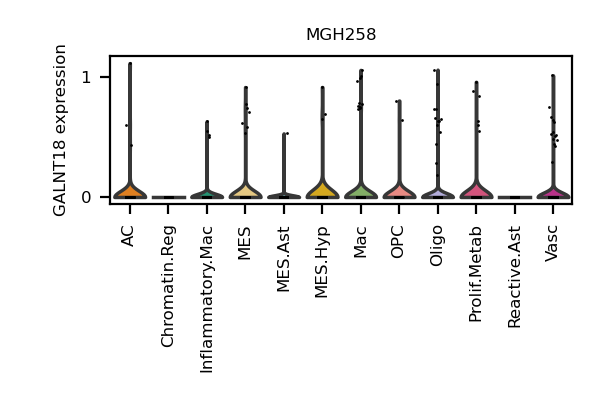 MGH258
GALNT18 expression
1
0
AC
Chromatin.Reg
Inflammatory.Mac
MES
MES.Ast
MES.Hyp
Mac
OPC
Oligo
Prolif.Metab
Reactive.Ast
Vasc